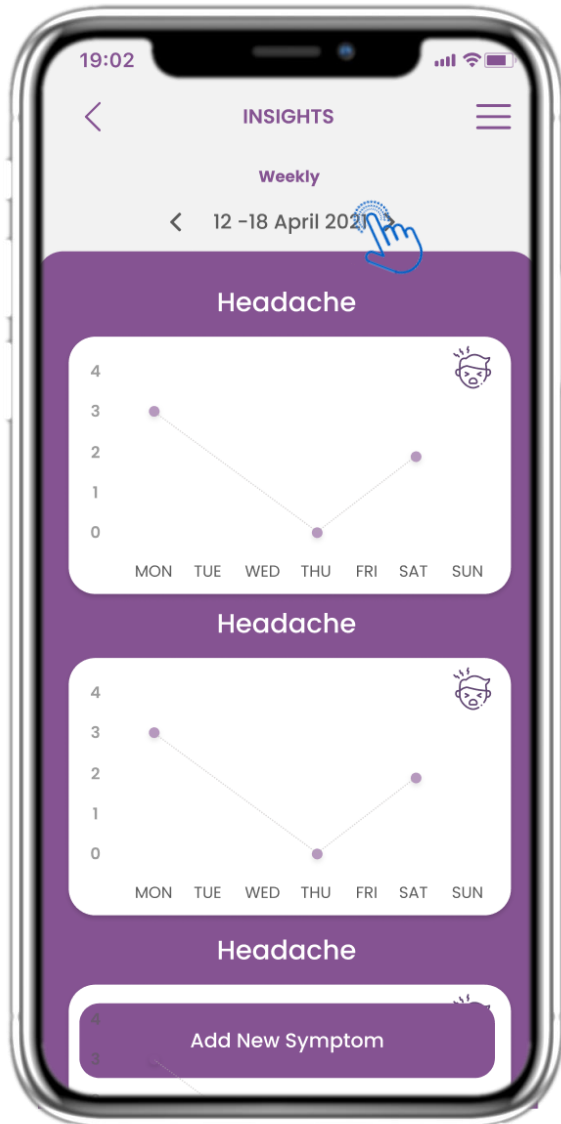 19:02
INSIGHTS
Weekly
12 -18 April 2021
Headache
4
3
2
1
0
MON TUE WED THU FRI SAT SUN
Headache
4
3
2
1
0
MON TUE WED THU FRI SAT SUN
Headache
4
Add New Symptom
3